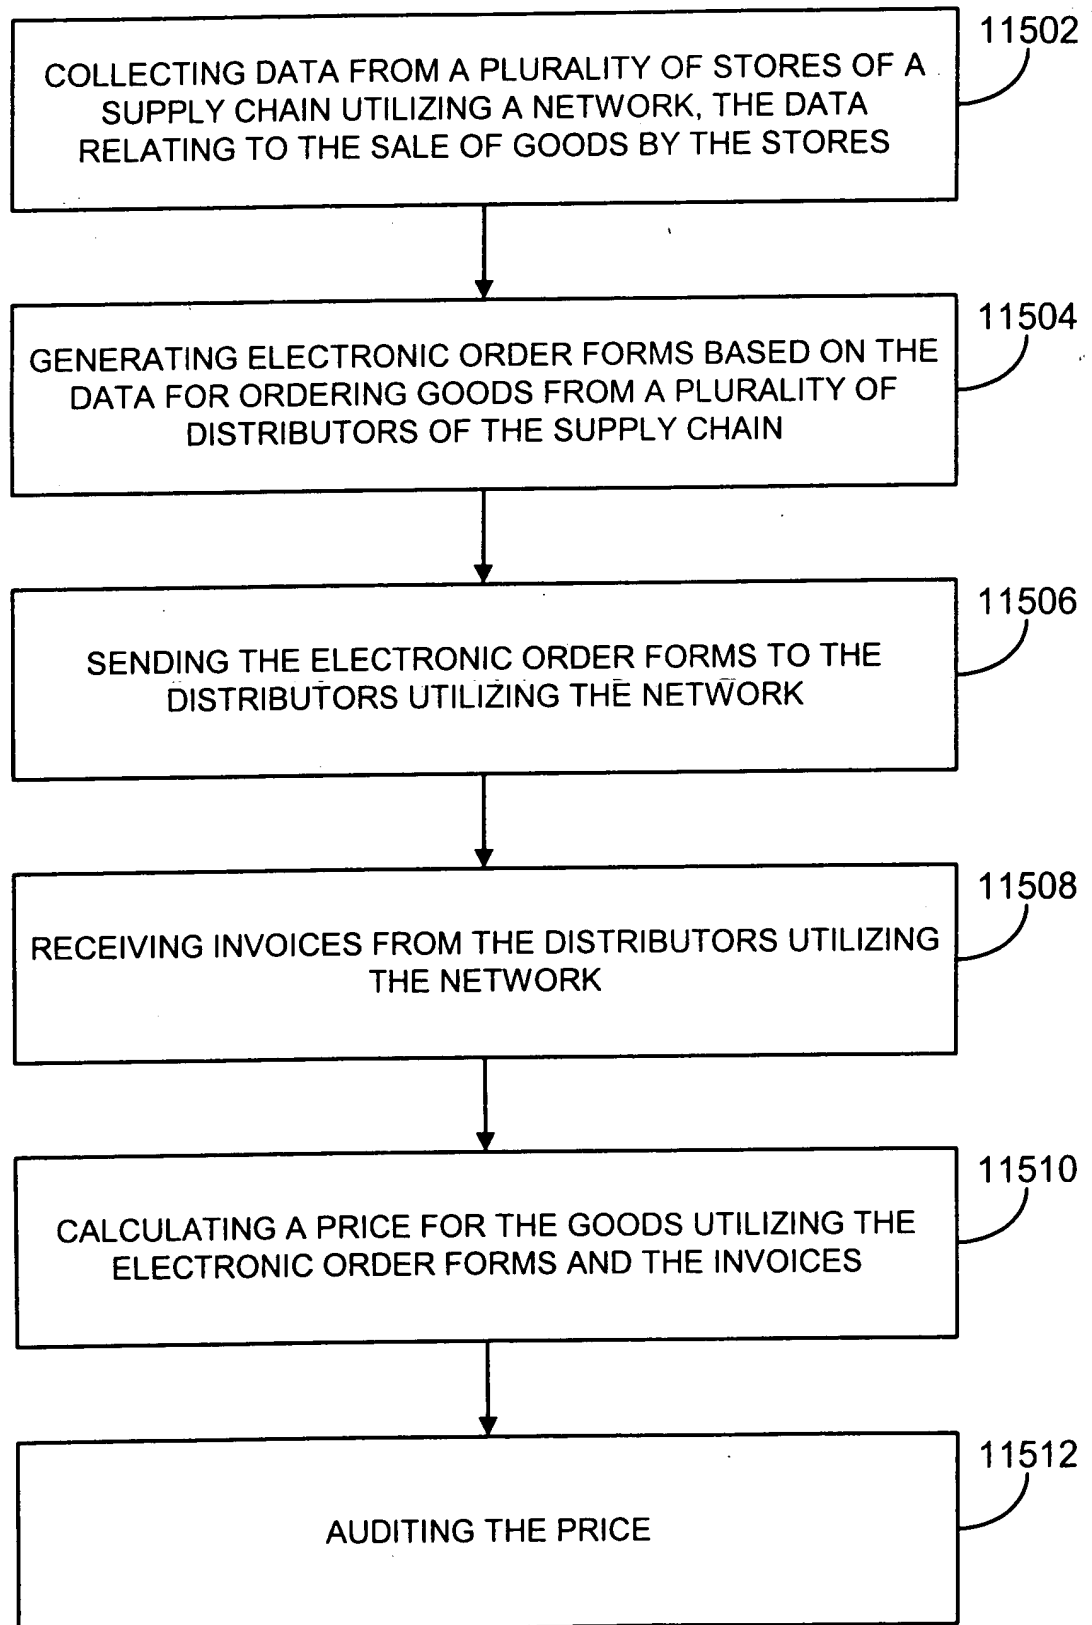 11502
COLLECTING DATA FROM A PLURALITY OF STORES OF A
SUPPLY CHAIN UTILIZING A NETWORK, THE DATA
RELATING TO THE SALE OF GOODS BY THE STORES
11504
GENERATING ELECTRONIC ORDER FORMS BASED ON THE
DATA FOR ORDERING GOODS FROM A PLURALITY OF
DISTRIBUTORS OF THE SUPPLY CHAIN
11506
SENDING THE ELECTRONIC ORDER FORMS TO THE
DISTRIBUTORS UTILIZING THE NETWORK
11508
RECEIVING INVOICES FROM THE DISTRIBUTORS UTILIZING
THE NETWORK
11510
CALCULATING A PRICE FOR THE GOODS UTILIZING THE
ELECTRONIC ORDER FORMS AND THE INVOICES
11512
AUDITING THE PRICE